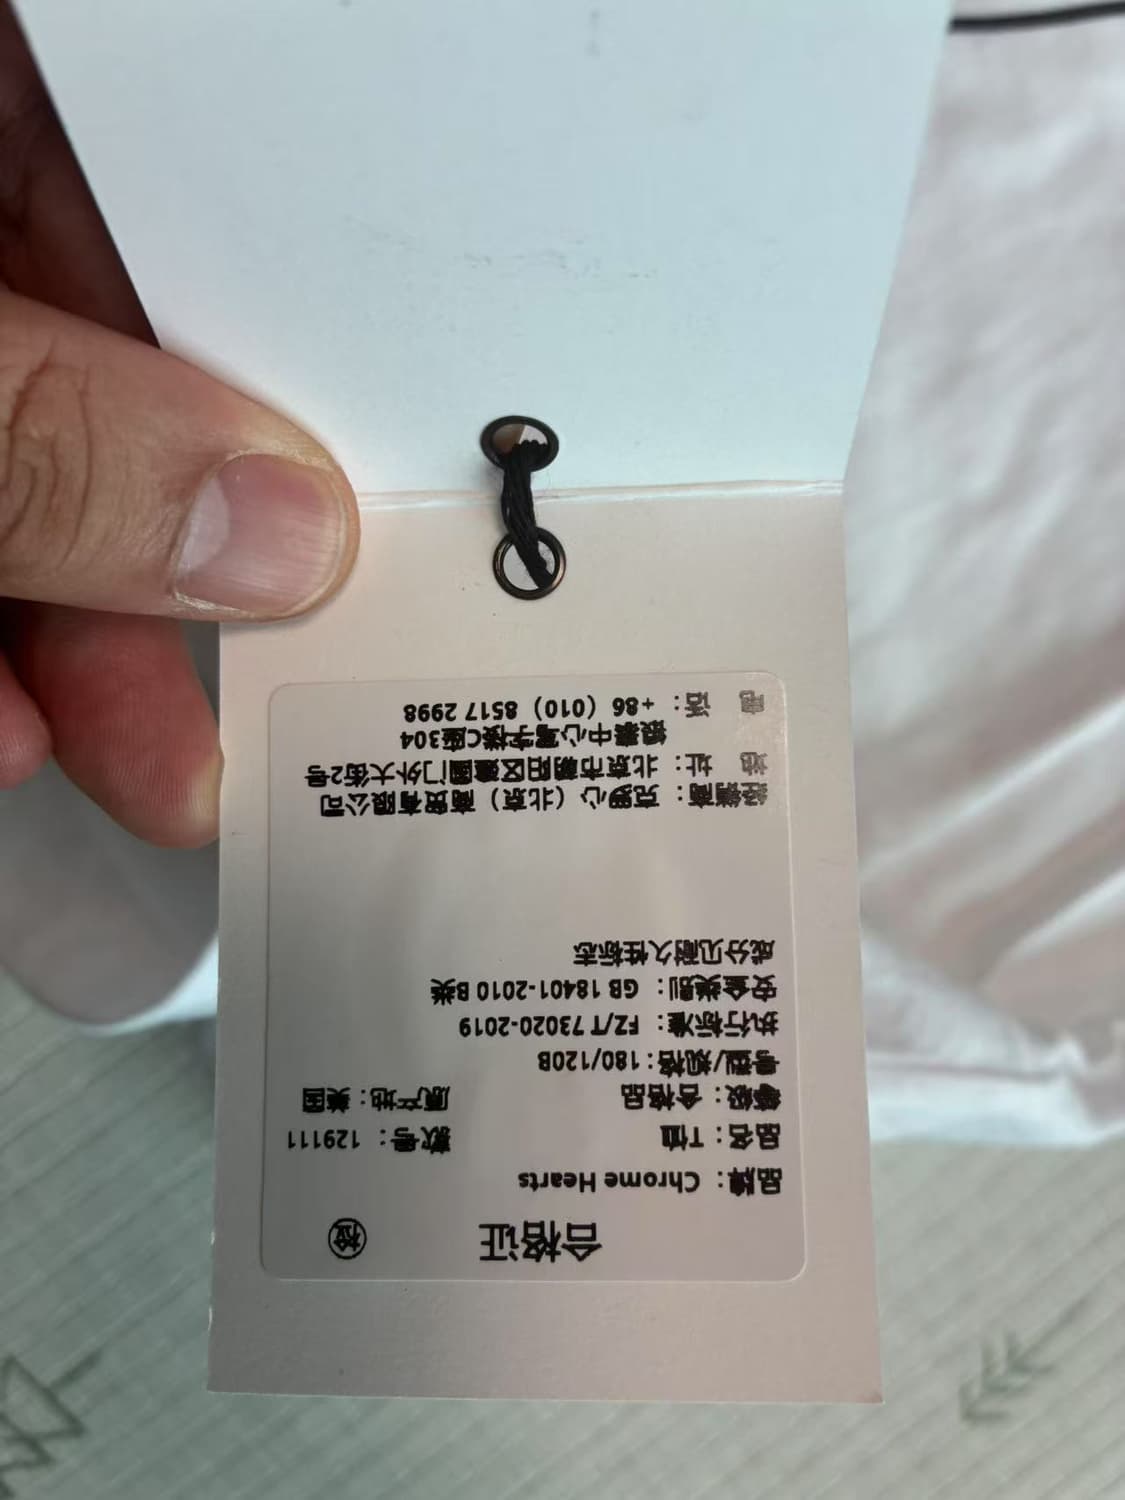 合格证 检
品牌：Chrome Hearts
品名：T恤 款号：129111
等级：合格品 原产地：美国
号型/规格：180/120B
执行标准：FZ/T 73020-2019
安全类别：GB 18401-2010 B类
成分见耐久性标志
经销商：克罗心（北京）商贸有限公司
地 址：北京市朝阳区建国门外大街2号
银泰中心写字楼C座304
电 话：+86（010）8517 2998